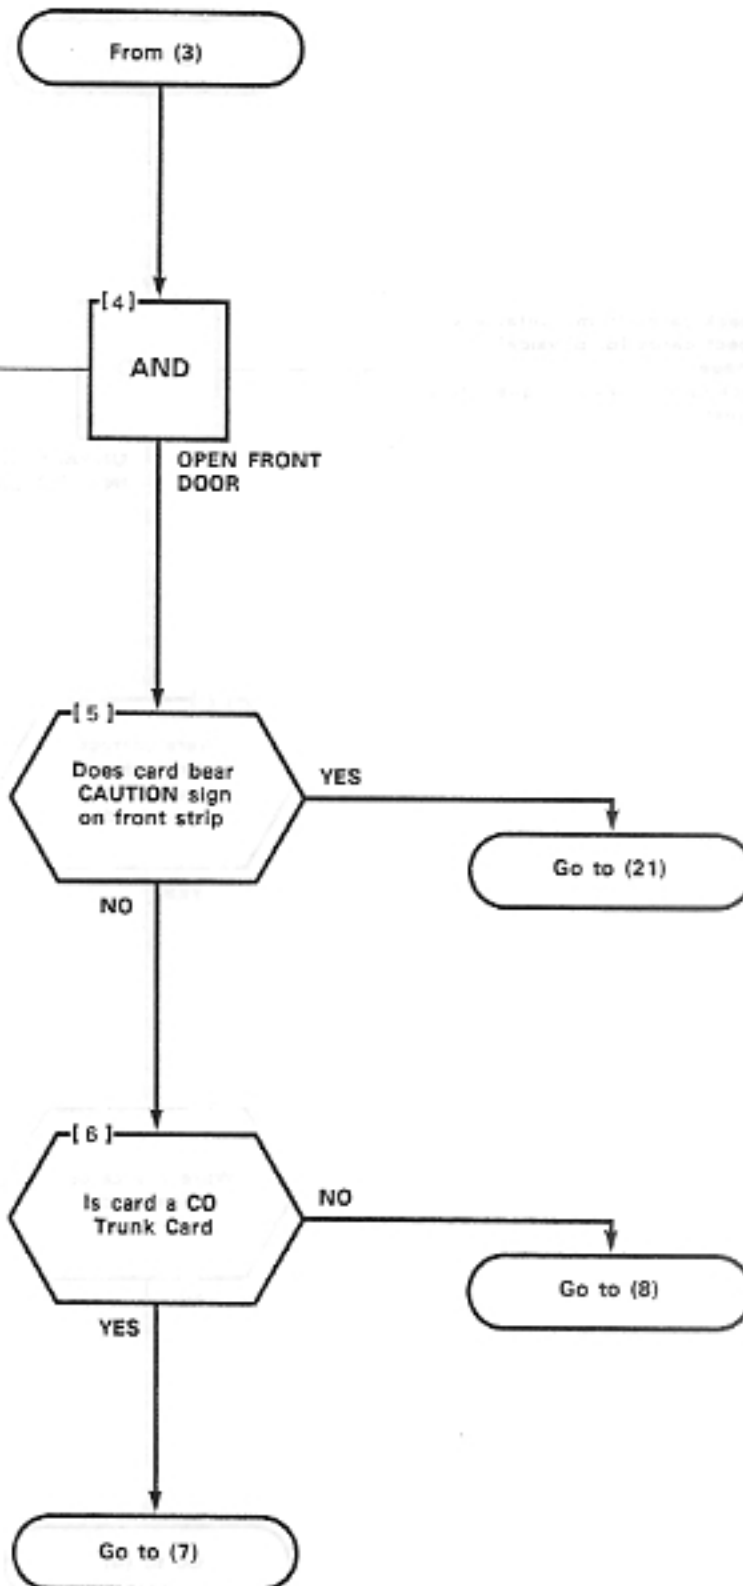 From (3)
[4]
AND
OPEN FRONT
DOOR
[5]
Does card bear
CAUTION sign
on front strip
YES
Go to (21)
NO
[6]
Is card a CO
Trunk Card
NO
Go to (8)
YES
Go to (7)